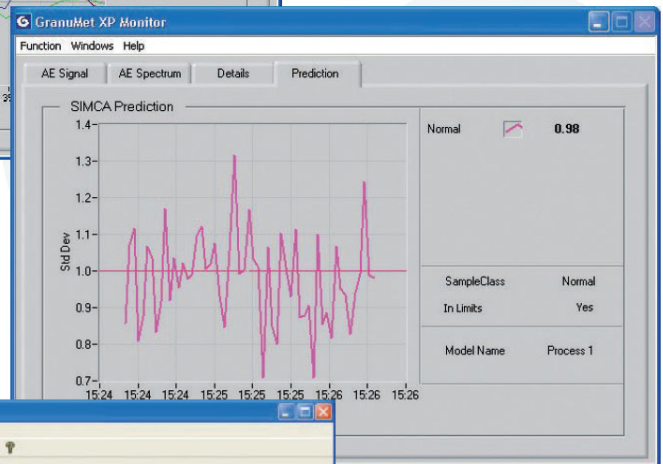 GranuMet XP Monitor
Function Windows Help
AE Signal AE Spectrum Details Prediction
SIMCA Prediction
1.4
1.3
1.2
1.1
1.0
0.9
0.8
0.7
Std Dev
15:24 15:24 15:24 15:25 15:25 15:25 15:26 15:26 15:26
Normal 0.98
SampleClass Normal
In Limits Yes
Model Name Process 1